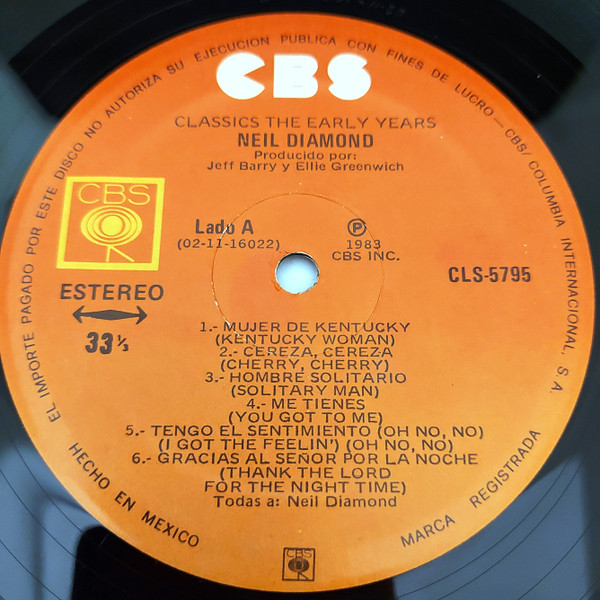 EL IMPORTE PAGADO POR ESTE DISCO NO AUTORIZA SU EJECUCION PUBLICA CON FINES DE LUCRO — CBS/COLUMBIA INTERNACIONAL, S.A.
CBS
CLASSICS THE EARLY YEARS
NEIL DIAMOND
Producido por:
Jeff Barry y Ellie Greenwich
CBS
Lado A
(02-11-16022)
Ⓟ
1983
CBS INC.
ESTEREO
33⅓
CLS-5795
1.- MUJER DE KENTUCKY
(KENTUCKY WOMAN)
2.- CEREZA, CEREZA
(CHERRY, CHERRY)
3.- HOMBRE SOLITARIO
(SOLITARY MAN)
4.- ME TIENES
(YOU GOT TO ME)
5.- TENGO EL SENTIMIENTO (OH NO, NO)
(I GOT THE FEELIN') (OH NO, NO)
6.- GRACIAS AL SEÑOR POR LA NOCHE
(THANK THE LORD
FOR THE NIGHT TIME)
Todas a: Neil Diamond
HECHO EN MEXICO
MARCA REGISTRADA
CBS